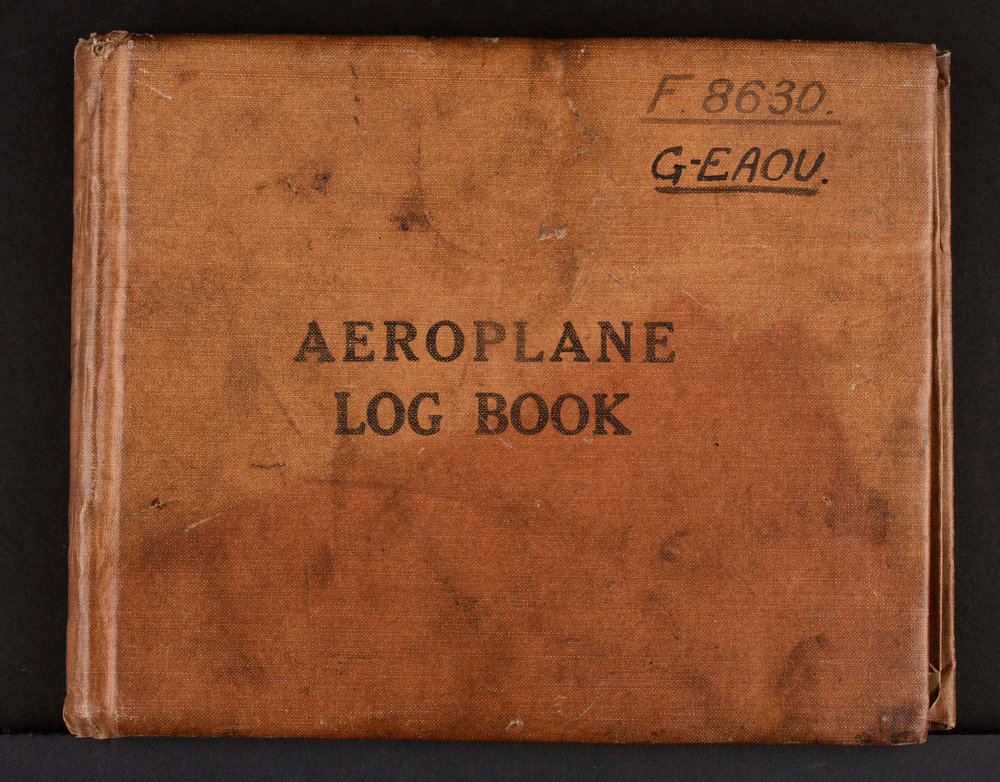 F. 8630.
G-EAOU.
AEROPLANE
LOG BOOK